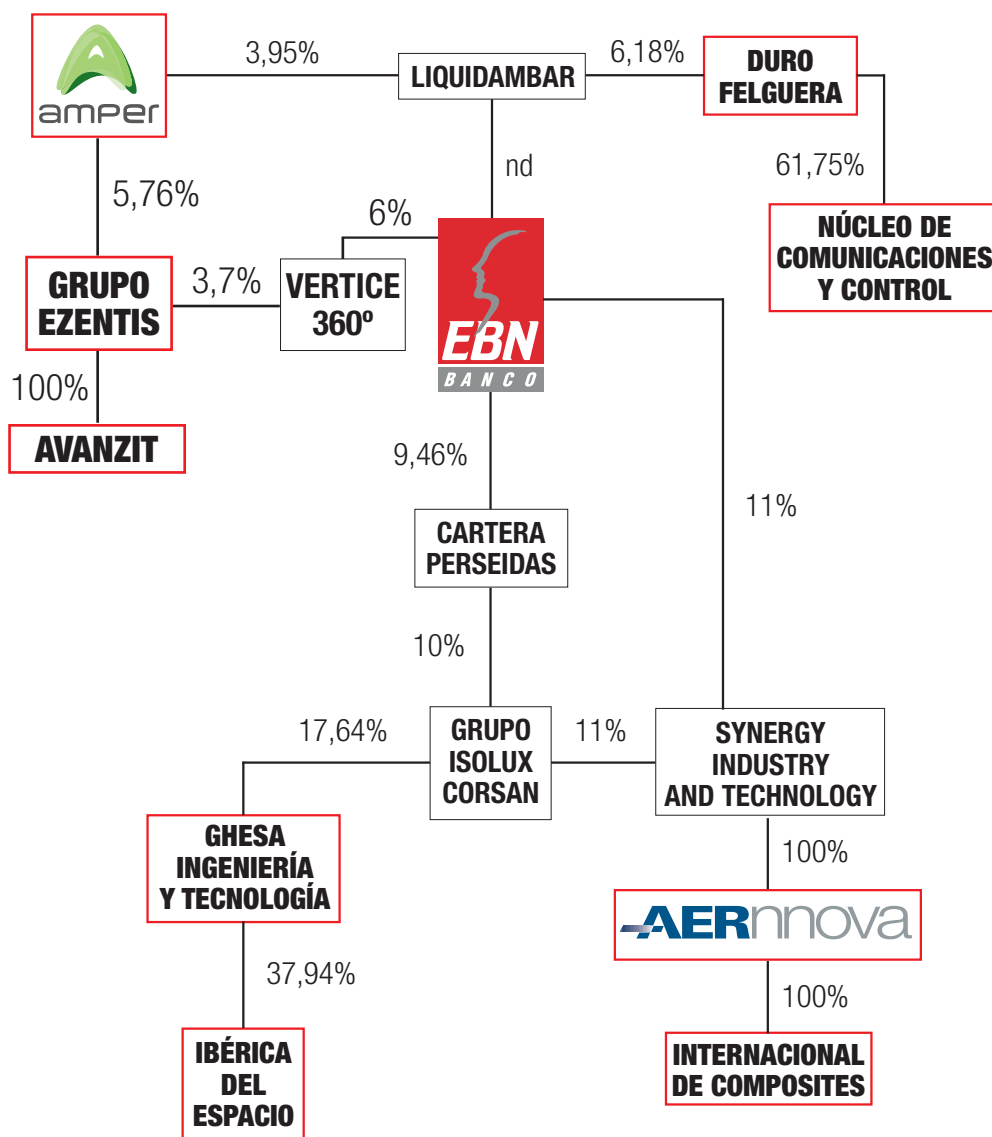 3,95%
LIQUIDAMBAR
6,18%
DURO
FELGUERA
amper
nd
61,75%
5,76%
6%
NÚCLEO DE
COMUNICACIONES
Y CONTROL
GRUPO
EZENTIS
3,7%
VERTICE
360º
EBN
BANCO
100%
AVANZIT
9,46%
11%
CARTERA
PERSEIDAS
10%
17,64%
GRUPO
ISOLUX
CORSAN
11%
SYNERGY
INDUSTRY
AND TECHNOLOGY
GHESA
INGENIERÍA
Y TECNOLOGÍA
100%
AERnnova
37,94%
100%
IBÉRICA
DEL
ESPACIO
INTERNACIONAL
DE COMPOSITES